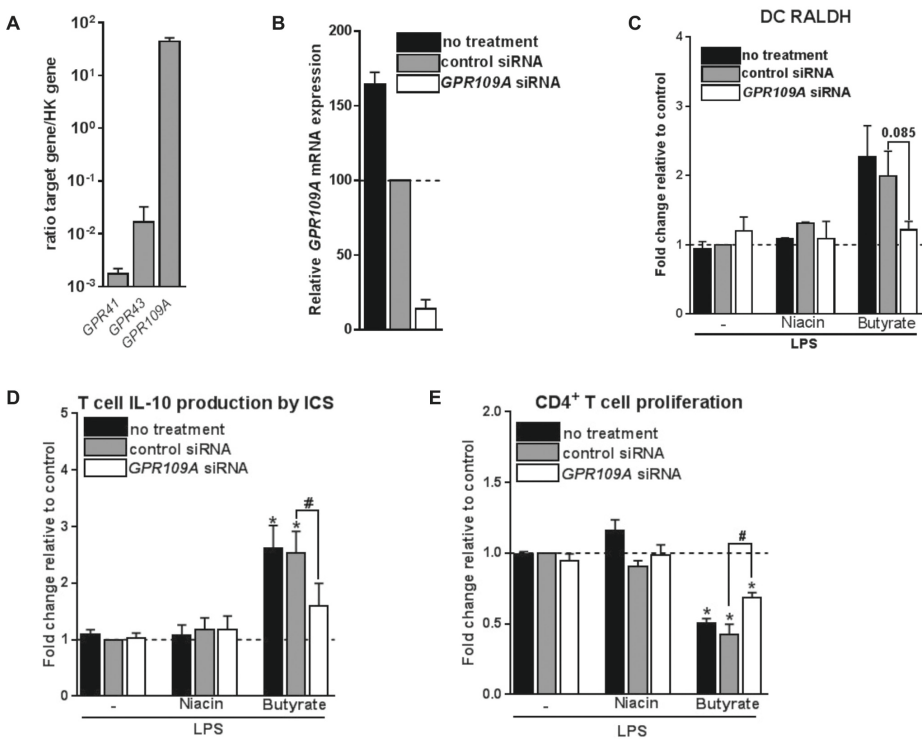 A
ratio target gene/HK gene
10²
10¹
10⁰
10⁻¹
10⁻²
10⁻³
GPR41
GPR43
GPR109A
B
Relative GPR109A mRNA expression
200
150
100
50
0
no treatment
control siRNA
GPR109A siRNA
C
DC RALDH
Fold change relative to control
4
3
2
1
0
no treatment
control siRNA
GPR109A siRNA
0.085
-
Niacin
Butyrate
LPS
D
T cell IL-10 production by ICS
Fold change relative to control
5
4
3
2
1
0
no treatment
control siRNA
GPR109A siRNA
#
* *
-
Niacin
Butyrate
LPS
E
CD4⁺ T cell proliferation
Fold change relative to control
2.0
1.5
1.0
0.5
0.0
no treatment
control siRNA
GPR109A siRNA
#
* * *
-
Niacin
Butyrate
LPS